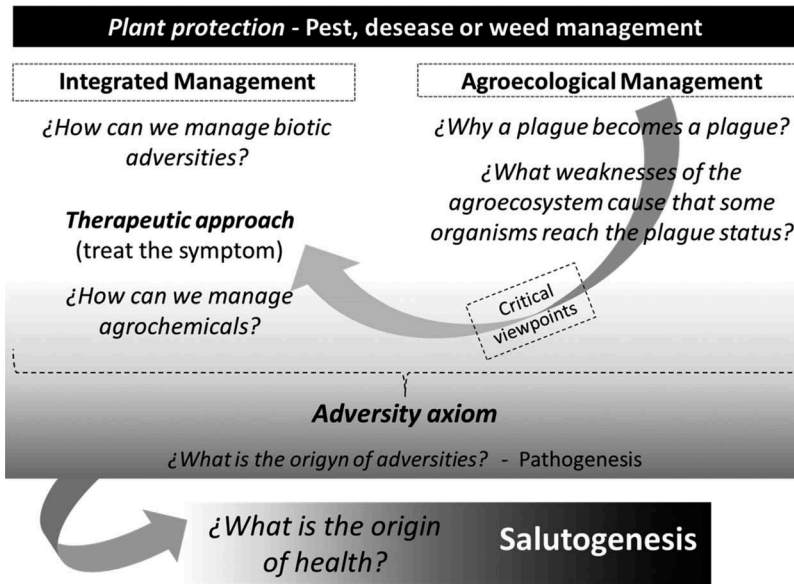 Plant protection - Pest, desease or weed management
Integrated Management
¿How can we manage biotic
adversities?
Therapeutic approach
(treat the symptom)
¿How can we manage
agrochemicals?
Agroecological Management
¿Why a plague becomes a plague?
¿What weaknesses of the
agroecosystem cause that some
organisms reach the plague status?
Critical
viewpoints
Adversity axiom
¿What is the origyn of adversities? - Pathogenesis
¿What is the origin
of health?
Salutogenesis